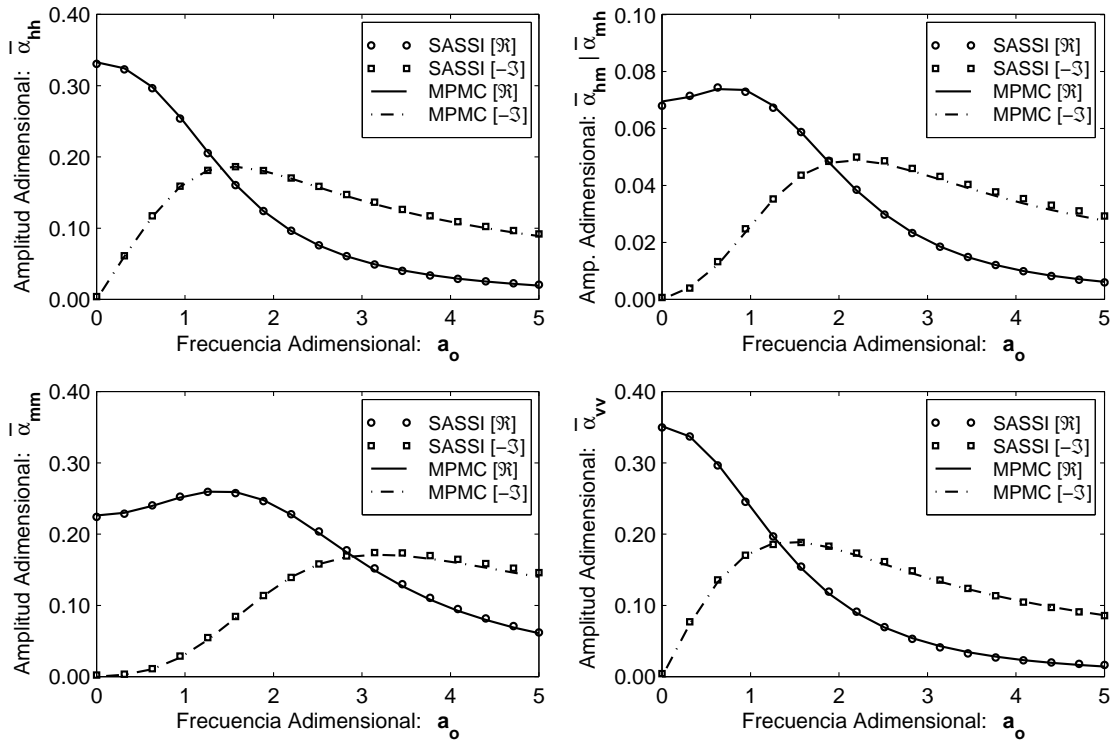 Amplitud Adimensional: ᾱhh
0.40
0.30
0.20
0.10
0.00
0 1 2 3 4 5
Frecuencia Adimensional: ao
SASSI [ℜ]
SASSI [−ℑ]
MPMC [ℜ]
MPMC [−ℑ]
Amp. Adimensional: ᾱhm | ᾱmh
0.10
0.08
0.06
0.04
0.02
0.00
0 1 2 3 4 5
Frecuencia Adimensional: ao
SASSI [ℜ]
SASSI [−ℑ]
MPMC [ℜ]
MPMC [−ℑ]
Amplitud Adimensional: ᾱmm
0.40
0.30
0.20
0.10
0.00
0 1 2 3 4 5
Frecuencia Adimensional: ao
SASSI [ℜ]
SASSI [−ℑ]
MPMC [ℜ]
MPMC [−ℑ]
Amplitud Adimensional: ᾱvv
0.40
0.30
0.20
0.10
0.00
0 1 2 3 4 5
Frecuencia Adimensional: ao
SASSI [ℜ]
SASSI [−ℑ]
MPMC [ℜ]
MPMC [−ℑ]